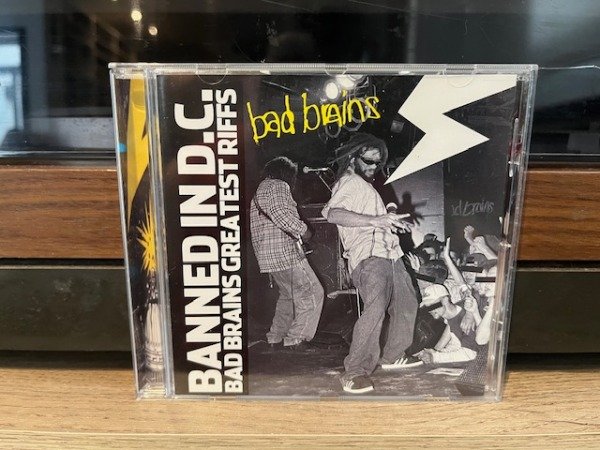 BANNED IN D.C.
BAD BRAINS GREATEST RIFFS
bad brains